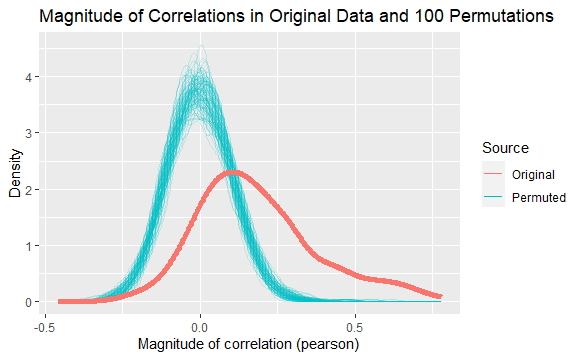 Magnitude of Correlations in Original Data and 100 Permutations
Density
4
3
2
1
0
-0.5
0.0
0.5
Magnitude of correlation (pearson)
Source
Original
Permuted